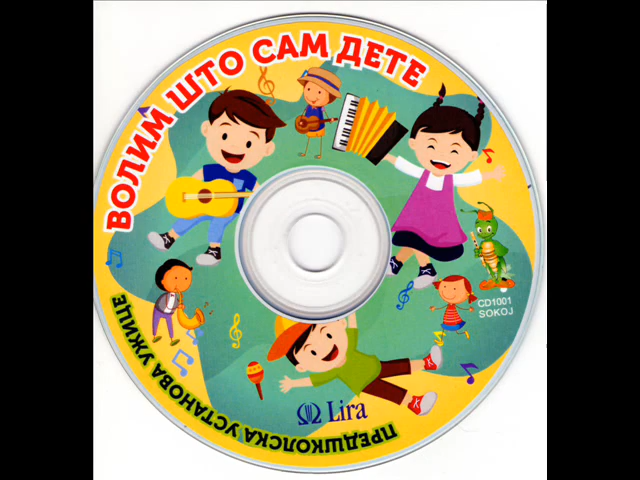 ВОЛИМ ШТО САМ ДЕТЕ
CD1001
SOKOJ
Lira
ПРЕДШКОЛСКА УСТАНОВА УЖИЦЕ